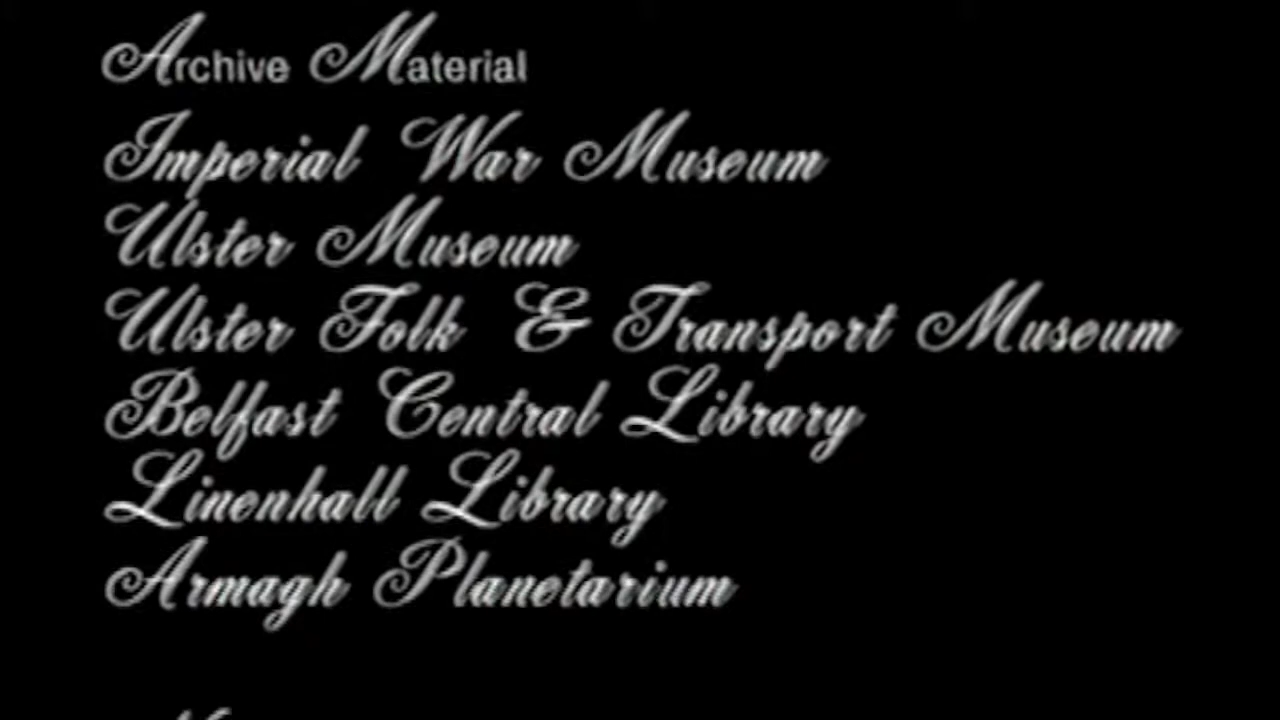 Archive Material
Imperial War Museum
Ulster Museum
Ulster Folk & Transport Museum
Belfast Central Library
Linenhall Library
Armagh Planetarium